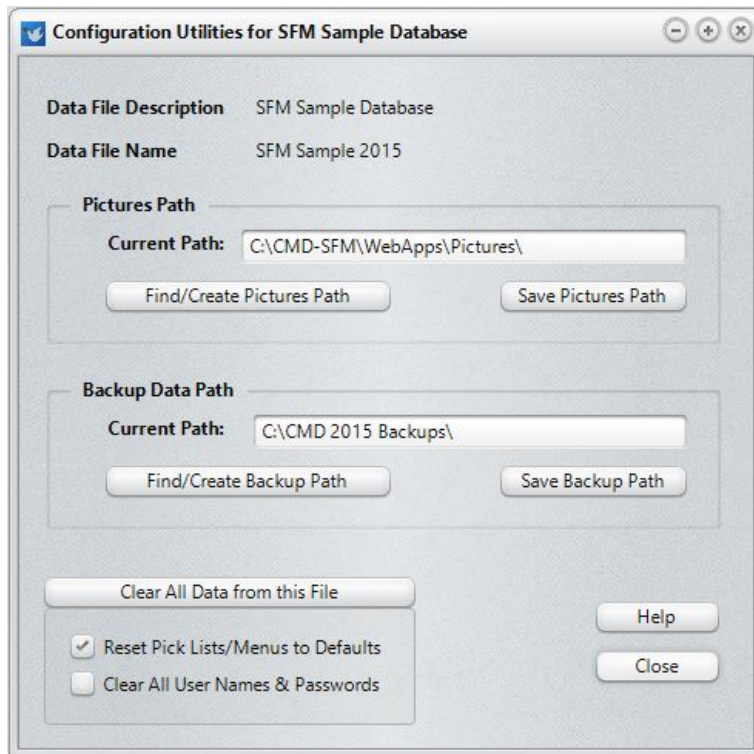 Configuration Utilities for SFM Sample Database
Data File Description SFM Sample Database
Data File Name SFM Sample 2015
Pictures Path
Current Path: C:\CMD-SFM\WebApps\Pictures\
Find/Create Pictures Path Save Pictures Path
Backup Data Path
Current Path: C:\CMD 2015 Backups\
Find/Create Backup Path Save Backup Path
Clear All Data from this File
Help
Reset Pick Lists/Menus to Defaults
Close
Clear All User Names & Passwords